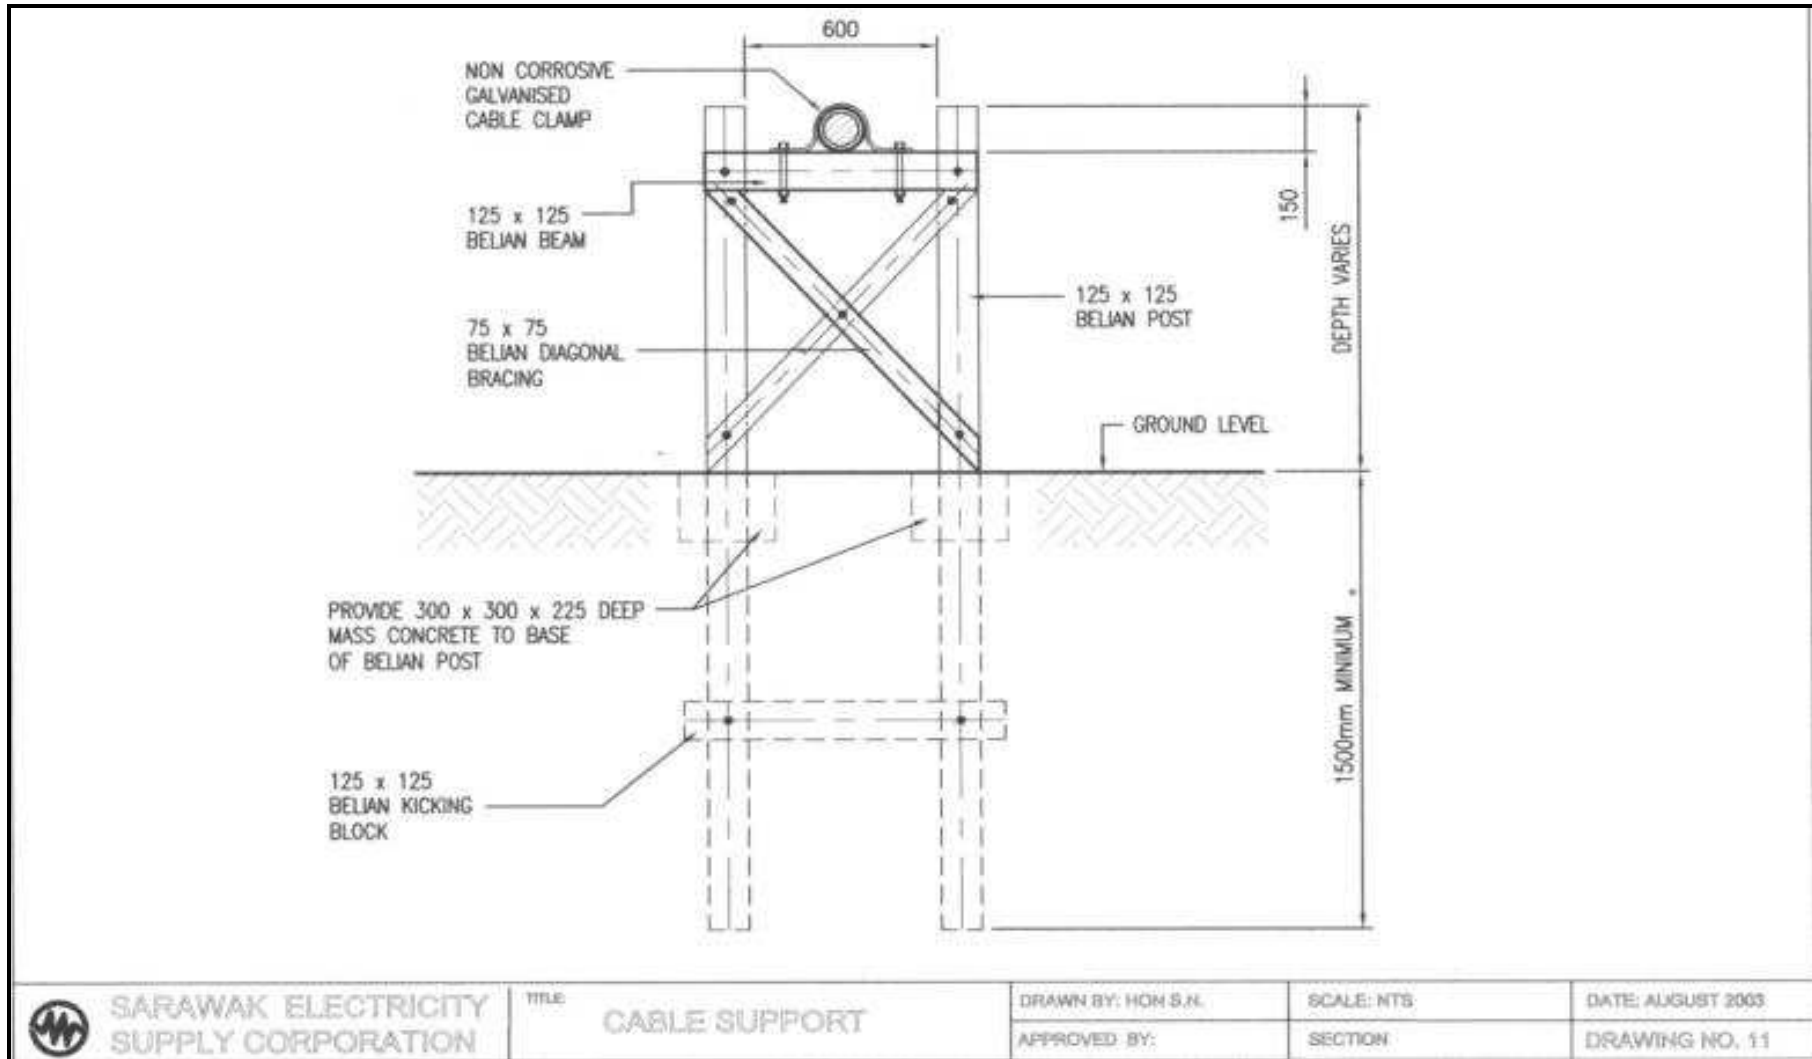 600
NON CORROSIVE
GALVANISED
CABLE CLAMP
125 x 125
BELIAN BEAM
150
DEPTH VARIES
125 x 125
BELIAN POST
75 x 75
BELIAN DIAGONAL
BRACING
GROUND LEVEL
PROVIDE 300 x 300 x 225 DEEP
MASS CONCRETE TO BASE
OF BELIAN POST
1500mm MINIMUM
125 x 125
BELIAN KICKING
BLOCK
SARAWAK ELECTRICITY
SUPPLY CORPORATION
TITLE:
CABLE SUPPORT
DRAWN BY: HON S.N.
SCALE: NTS
DATE: AUGUST 2003
APPROVED BY:
SECTION
DRAWING NO. 11